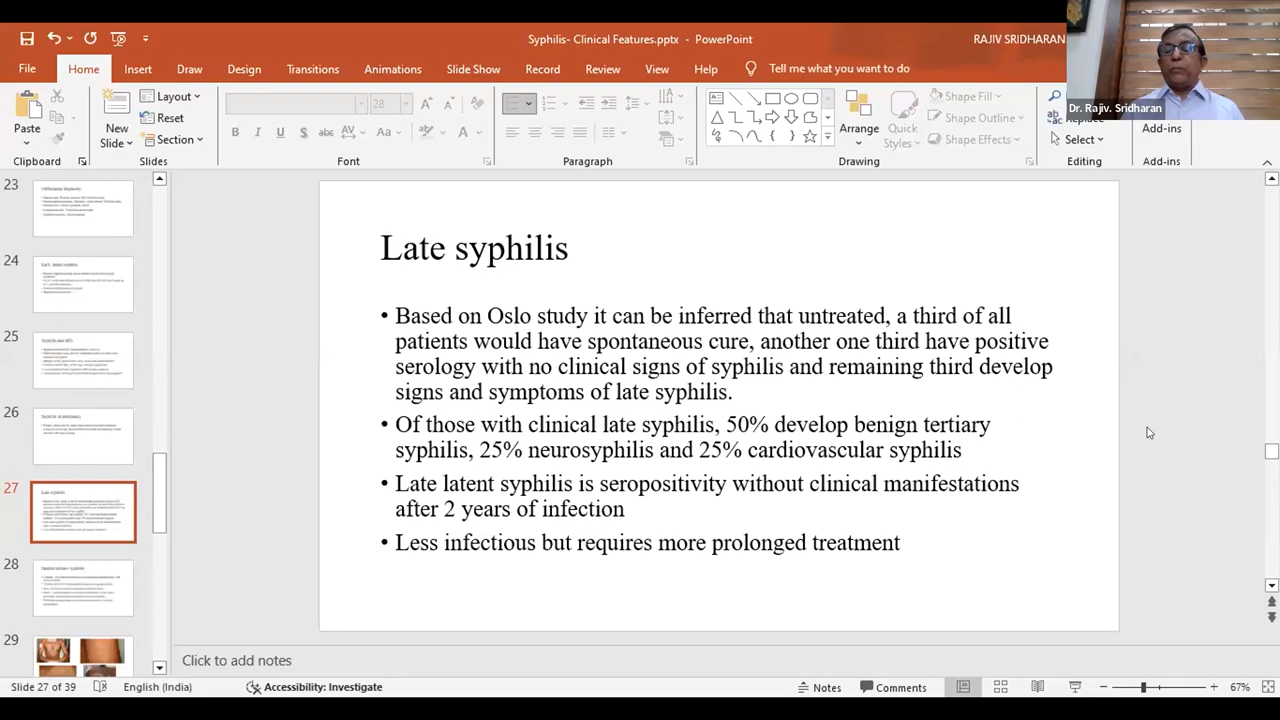 Syphilis- Clinical Features.pptx - PowerPoint
RAJIV SRIDHARAN
File Home Insert Draw Design Transitions Animations Slide Show Record Review View Help Tell me what you want to do
Dr. Rajiv. Sridharan
Paste
New
Slide
Layout
Reset
Section
28
Arrange
Quick
Styles
Shape Fill
Shape Outline
Shape Effects
Replace
Select
Add-ins
Clipboard Slides Font Paragraph Drawing Editing Add-ins
23
24
25
26
27
28
29
Late syphilis
• Based on Oslo study it can be inferred that untreated, a third of all
patients would have spontaneous cure, another one third have positive
serology with no clinical signs of syphilis and remaining third develop
signs and symptoms of late syphilis.
• Of those with clinical late syphilis, 50% develop benign tertiary
syphilis, 25% neurosyphilis and 25% cardiovascular syphilis
• Late latent syphilis is seropositivity without clinical manifestations
after 2 years of infection
• Less infectious but requires more prolonged treatment
Click to add notes
Slide 27 of 39 English (India) Accessibility: Investigate Notes Comments 67%